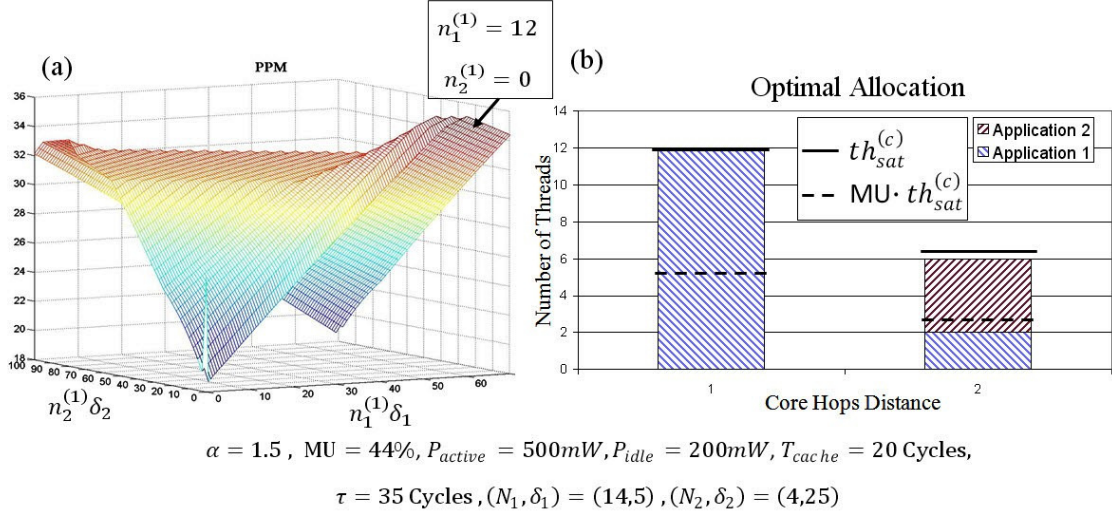 (a)
PPM
n_1^{(1)} = 12
n_2^{(1)} = 0
36
34
32
30
28
26
24
22
20
18
100
90
80
70
60
50
40
30
20
10
0
n_2^{(1)}δ_2
0
10
20
30
40
50
60
n_1^{(1)}δ_1
(b)
Optimal Allocation
Number of Threads
14
12
10
8
6
4
2
0
th_{sat}^{(c)}
MU· th_{sat}^{(c)}
Application 2
Application 1
1
2
Core Hops Distance
α = 1.5 , MU = 44%, P_{active} = 500mW, P_{idle} = 200mW, T_{cache} = 20 Cycles,
τ = 35 Cycles , (N_1, δ_1) = (14,5) , (N_2, δ_2) = (4,25)